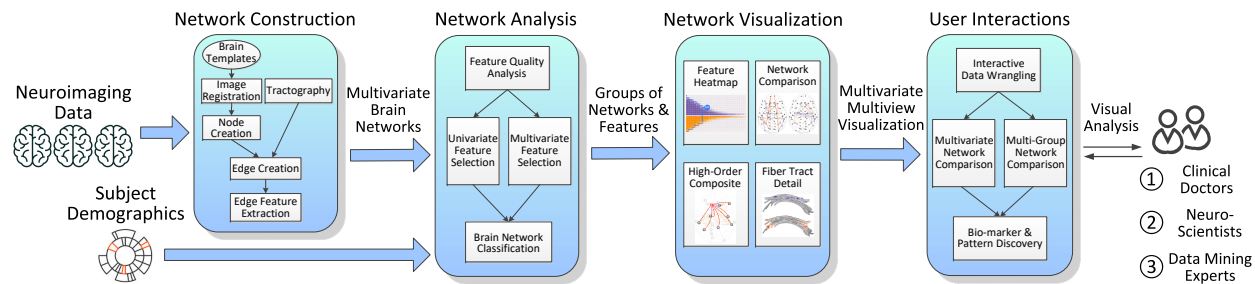 Network Construction
Network Analysis
Network Visualization
User Interactions
Neuroimaging
Data
Subject
Demographics
Brain
Templates
Image
Registration
Tractography
Node
Creation
Edge Creation
Edge Feature
Extraction
Multivariate
Brain
Networks
Feature Quality
Analysis
Univariate
Feature
Selection
Multivariate
Feature
Selection
Brain Network
Classification
Groups of
Networks &
Features
Feature
Heatmap
Network
Comparison
High-Order
Composite
Fiber Tract
Detail
Multivariate
Multiview
Visualization
Interactive
Data Wrangling
Multivariate
Network
Comparison
Multi-Group
Network
Comparison
Bio-marker &
Pattern Discovery
Visual
Analysis
1 Clinical
Doctors
2 Neuro-
Scientists
3 Data Mining
Experts